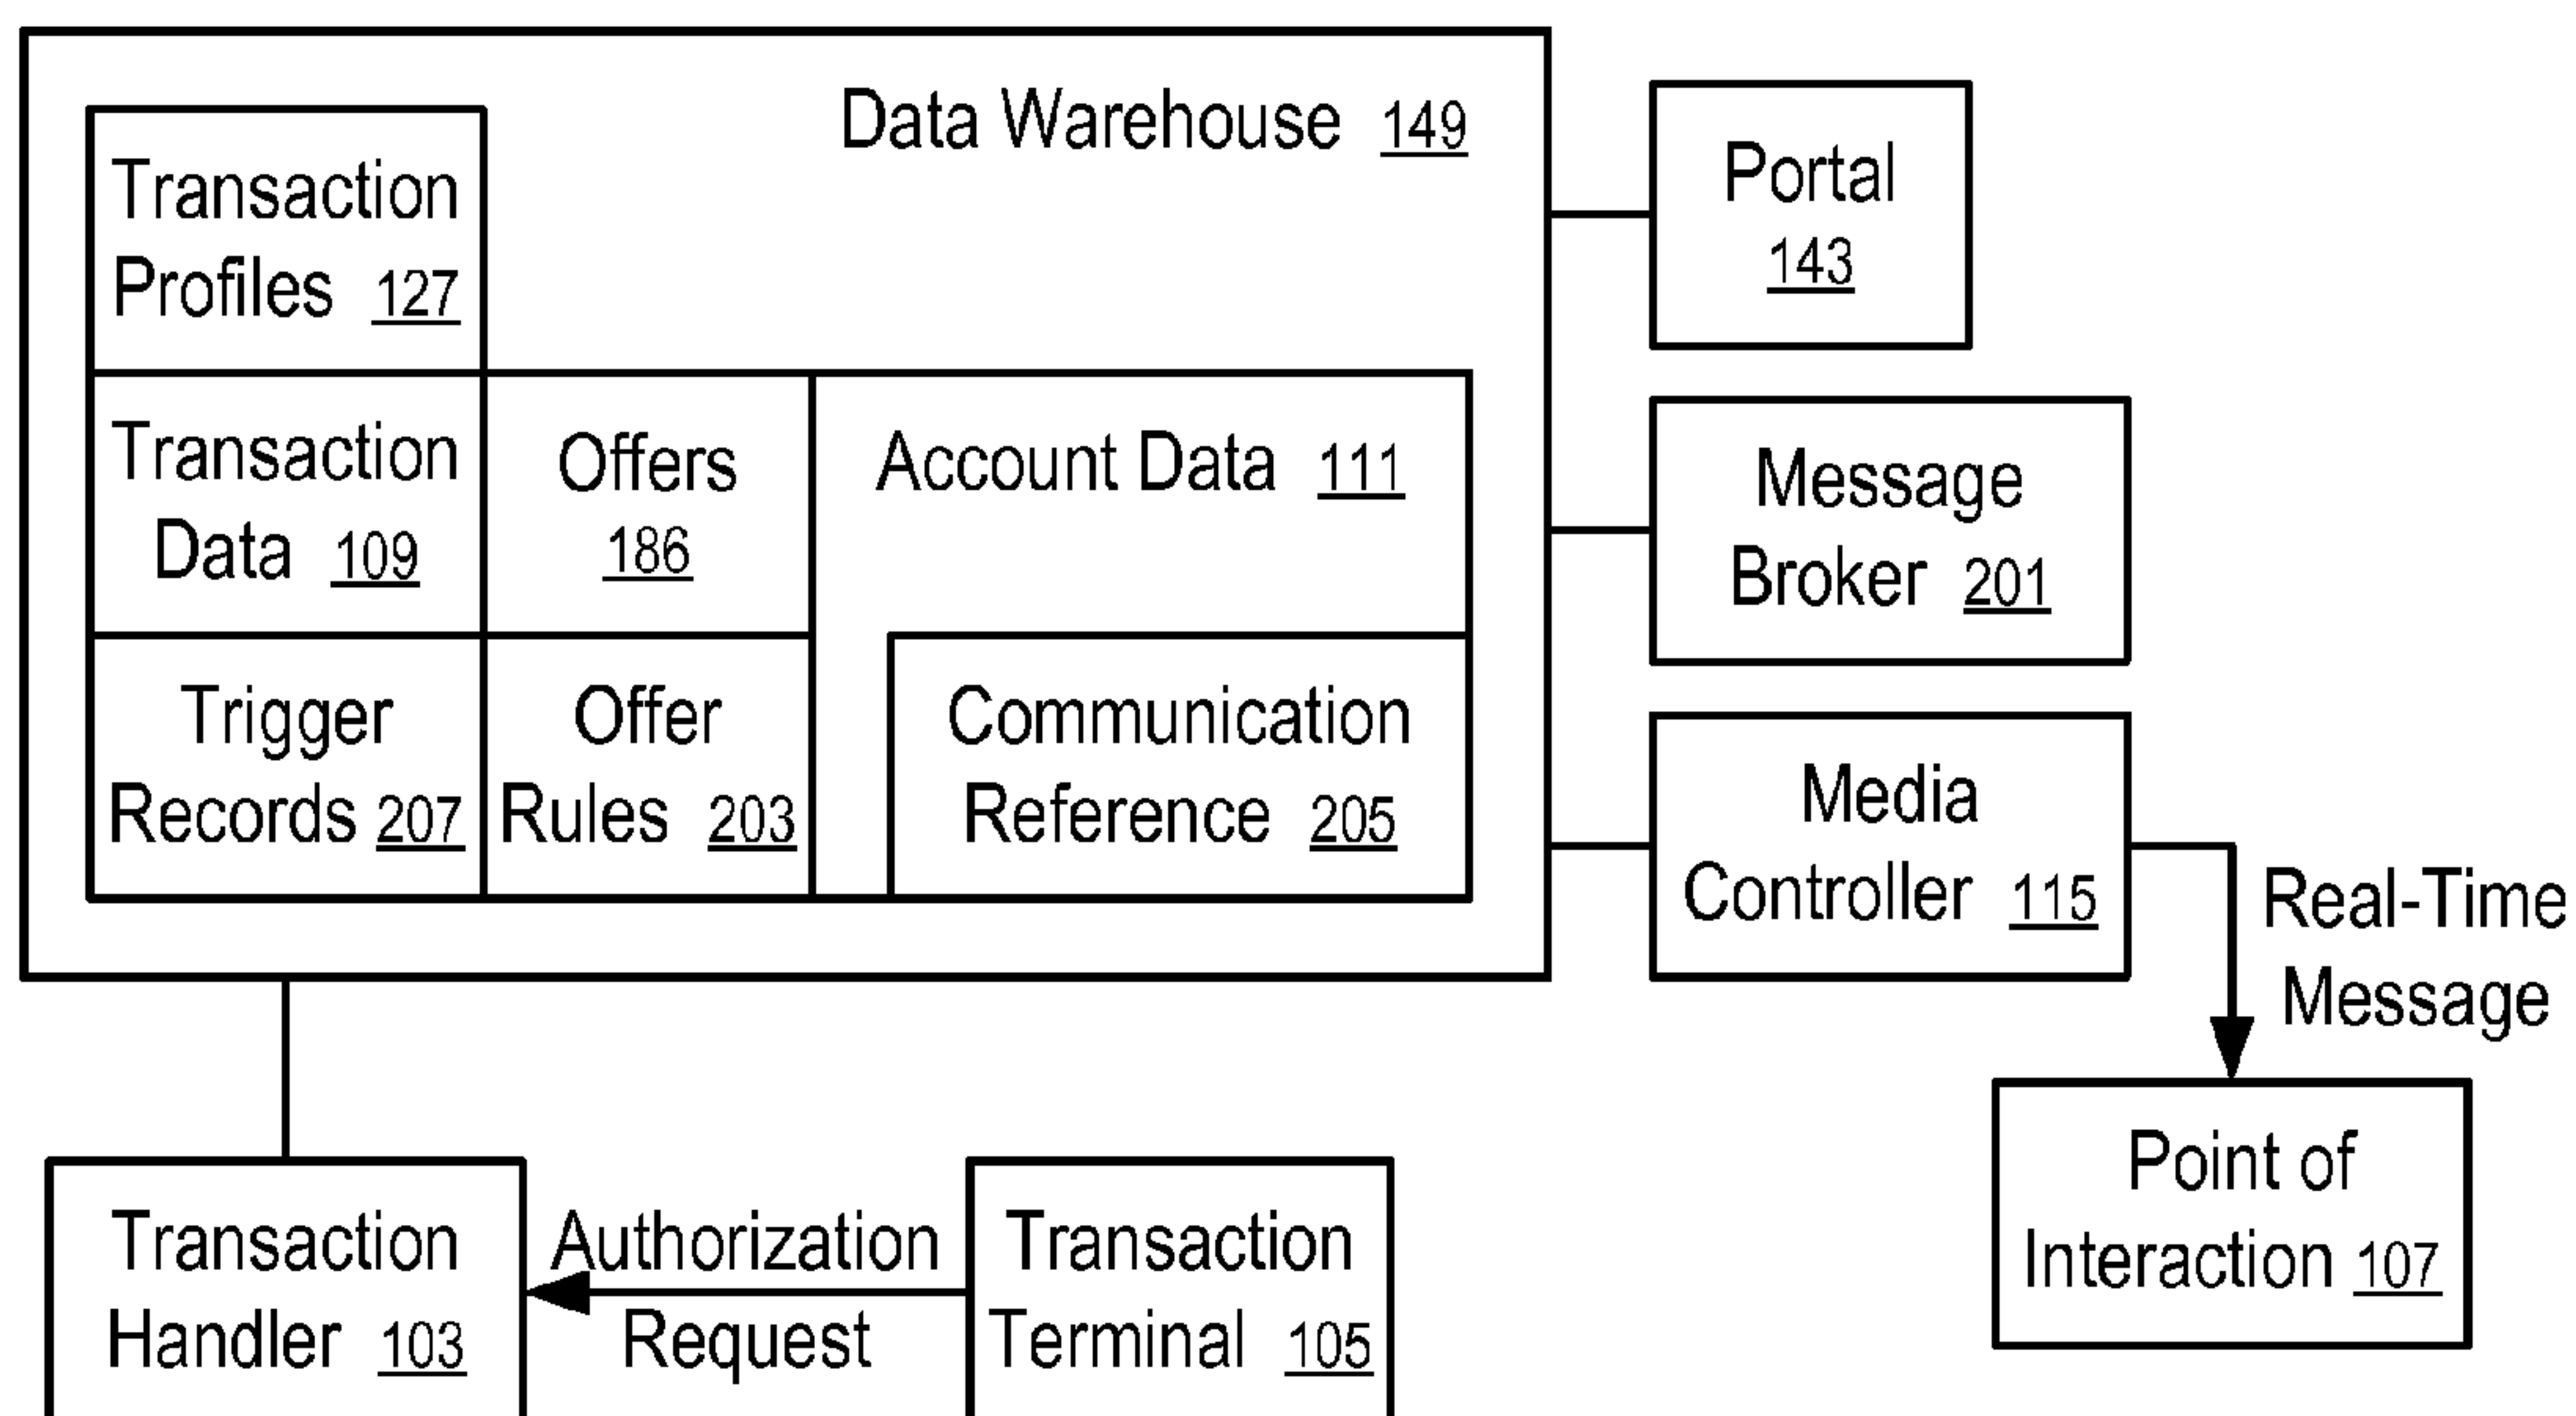 Data Warehouse 149
Transaction
Profiles 127
Transaction
Data 109
Offers
186
Account Data 111
Trigger
Records 207
Offer
Rules 203
Communication
Reference 205
Portal
143
Message
Broker 201
Media
Controller 115
Real-Time
Message
Point of
Interaction 107
Transaction
Handler 103
Authorization
Request
Transaction
Terminal 105